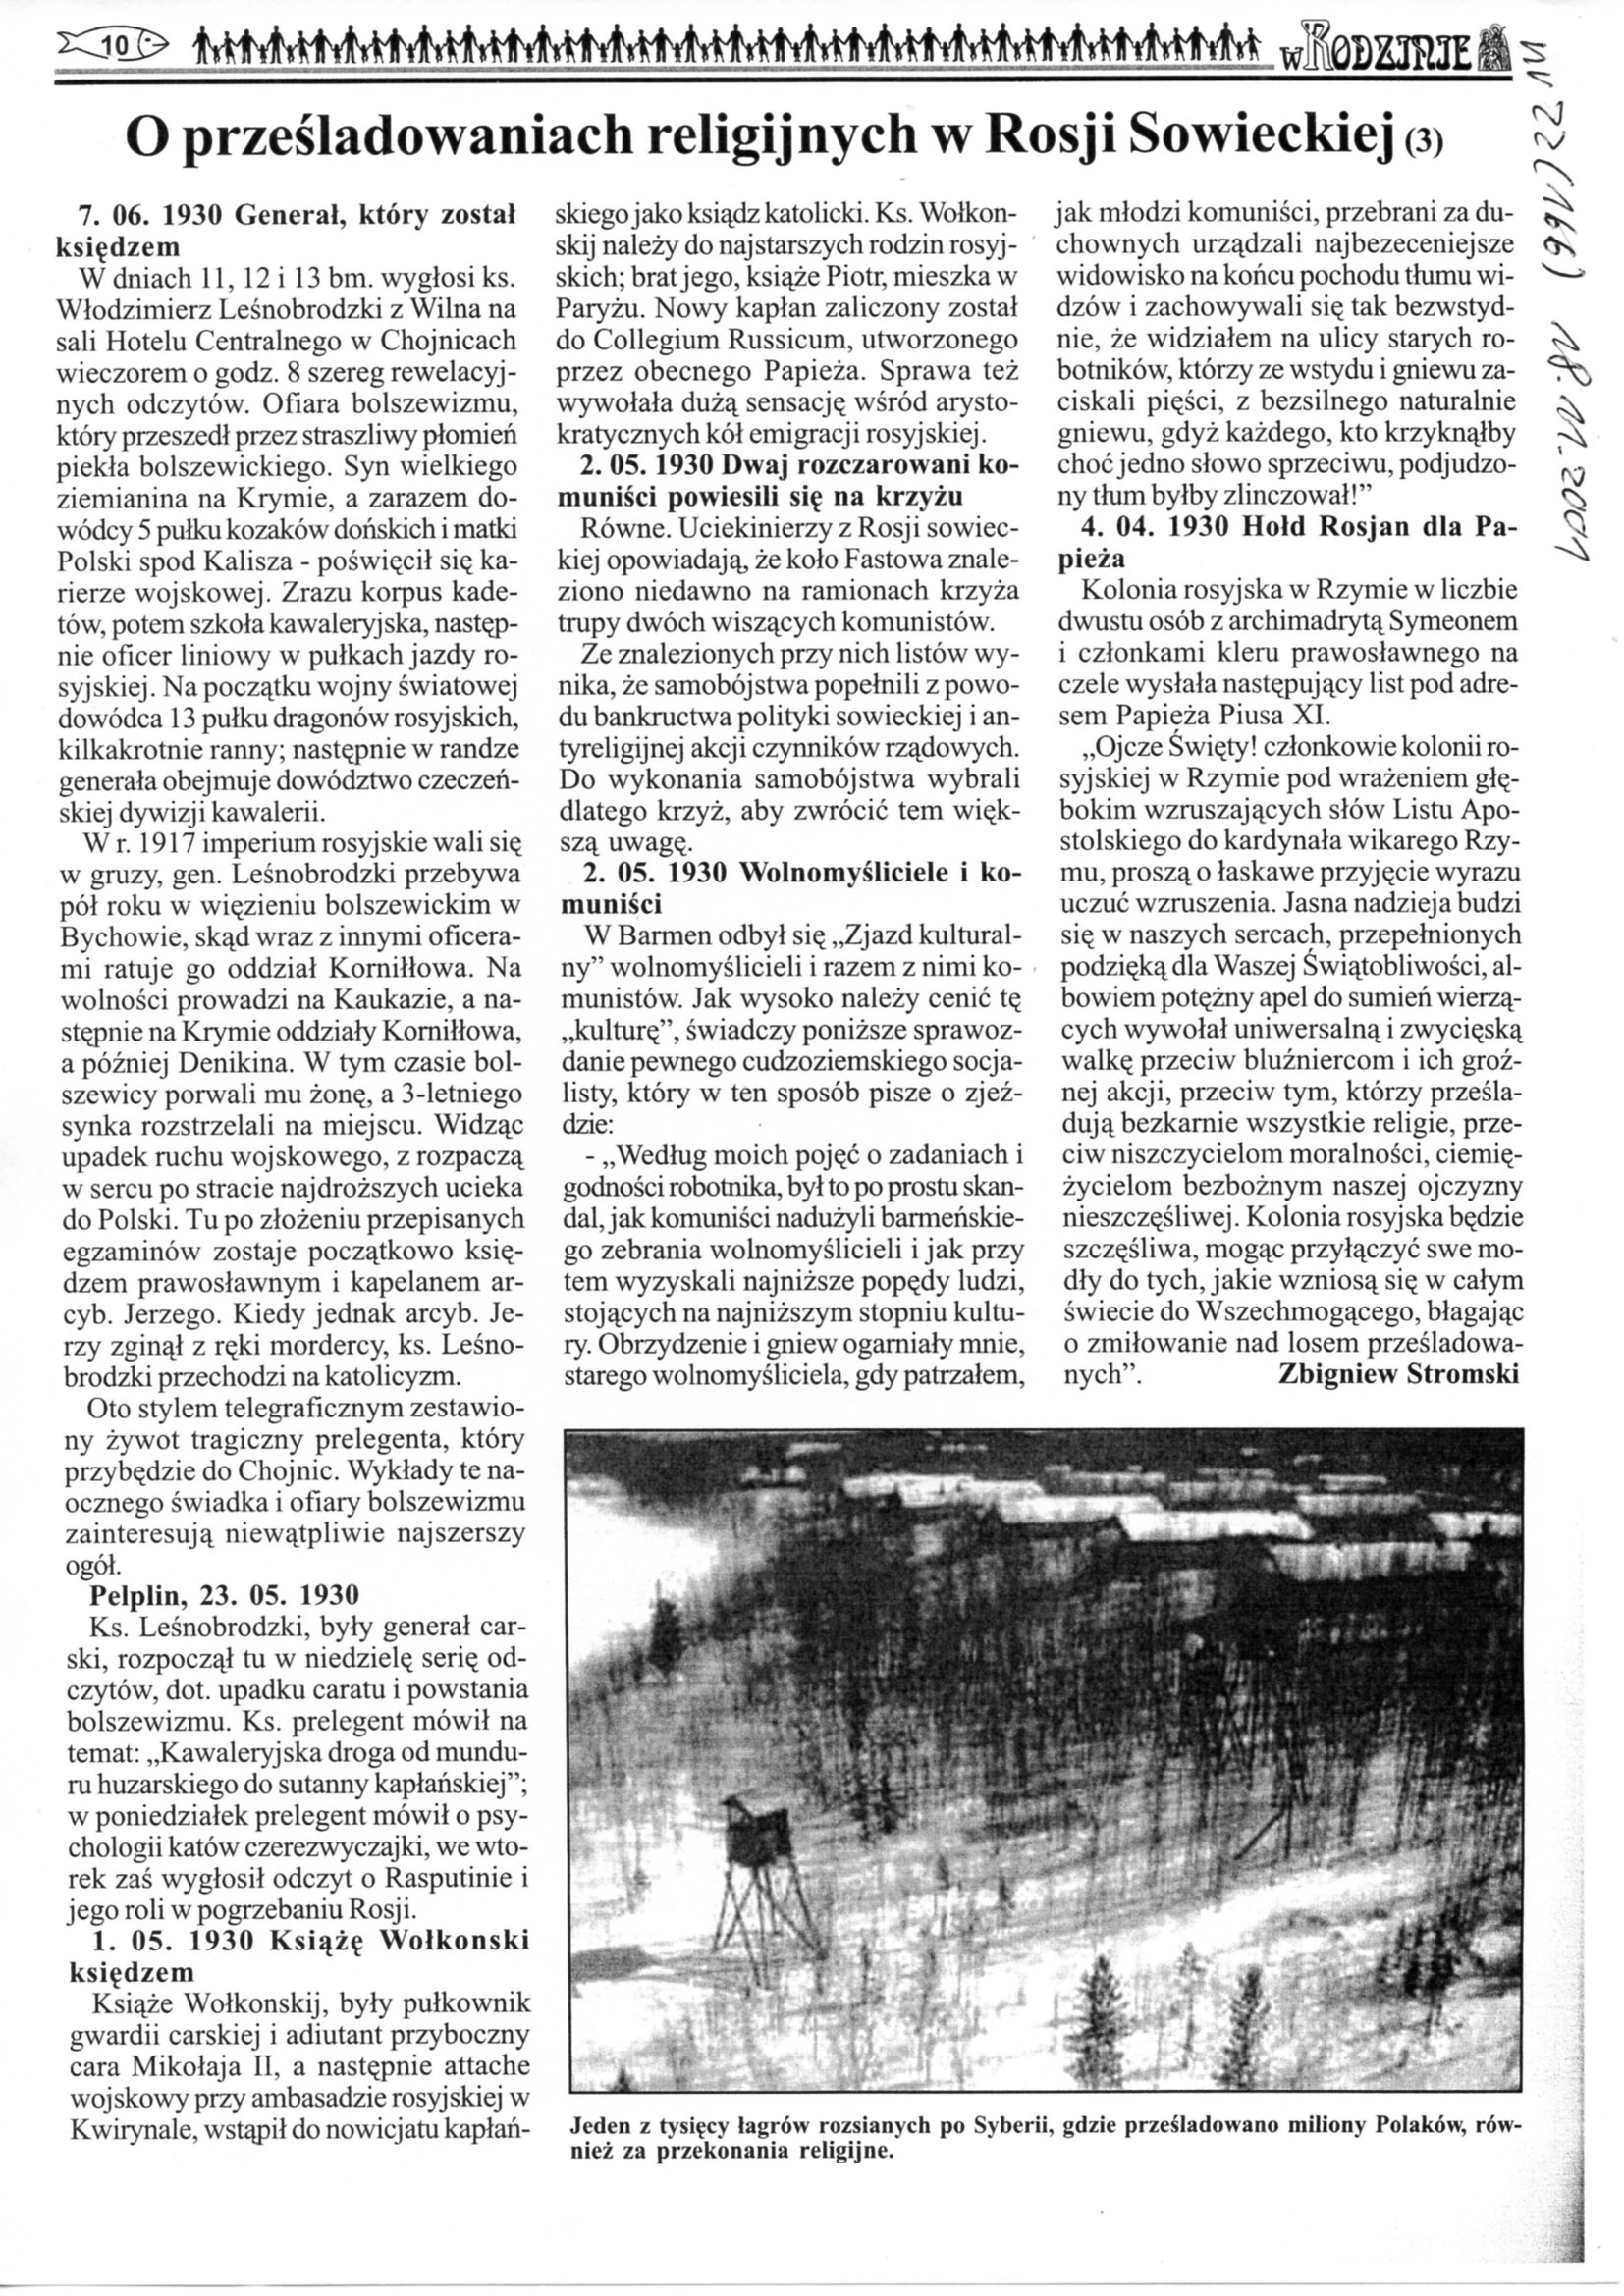 10
w RODZINIE
nr 22(166) 18.11.2001
O prześladowaniach religijnych w Rosji Sowieckiej (3)
7. 06. 1930 Generał, który został
księdzem
W dniach 11, 12 i 13 bm. wygłosi ks.
Włodzimierz Leśnobrodzki z Wilna na
sali Hotelu Centralnego w Chojnicach
wieczorem o godz. 8 szereg rewelacyj-
nych odczytów. Ofiara bolszewizmu,
który przeszedł przez straszliwy płomień
piekła bolszewickiego. Syn wielkiego
ziemianina na Krymie, a zarazem do-
wódcy 5 pułku kozaków dońskich i matki
Polski spod Kalisza - poświęcił się ka-
rierze wojskowej. Zrazu korpus kade-
tów, potem szkoła kawaleryjska, następ-
nie oficer liniowy w pułkach jazdy ro-
syjskiej. Na początku wojny światowej
dowódca 13 pułku dragonów rosyjskich,
kilkakrotnie ranny; następnie w randze
generała obejmuje dowództwo czeczeń-
skiej dywizji kawalerii.
W r. 1917 imperium rosyjskie wali się
w gruzy, gen. Leśnobrodzki przebywa
pół roku w więzieniu bolszewickim w
Bychowie, skąd wraz z innymi oficera-
mi ratuje go oddział Korniłłowa. Na
wolności prowadzi na Kaukazie, a na-
stępnie na Krymie oddziały Korniłłowa,
a później Denikina. W tym czasie bol-
szewicy porwali mu żonę, a 3-letniego
synka rozstrzelali na miejscu. Widząc
upadek ruchu wojskowego, z rozpaczą
w sercu po stracie najdroższych ucieka
do Polski. Tu po złożeniu przepisanych
egzaminów zostaje początkowo księ-
dzem prawosławnym i kapelanem ar-
cyb. Jerzego. Kiedy jednak arcyb. Je-
rzy zginął z ręki mordercy, ks. Leśno-
brodzki przechodzi na katolicyzm.
Oto stylem telegraficznym zestawio-
ny żywot tragiczny prelegenta, który
przybędzie do Chojnic. Wykłady te na-
ocznego świadka i ofiary bolszewizmu
zainteresują niewątpliwie najszerszy
ogół.
Pelplin, 23. 05. 1930
Ks. Leśnobrodzki, były generał car-
ski, rozpoczął tu w niedzielę serię od-
czytów, dot. upadku caratu i powstania
bolszewizmu. Ks. prelegent mówił na
temat: „Kawaleryjska droga od mundu-
ru huzarskiego do sutanny kapłańskiej”;
w poniedziałek prelegent mówił o psy-
chologii katów czerezwyczajki, we wto-
rek zaś wygłosił odczyt o Rasputinie i
jego roli w pogrzebaniu Rosji.
1. 05. 1930 Książę Wołkonski
księdzem
Książe Wołkonskij, były pułkownik
gwardii carskiej i adiutant przyboczny
cara Mikołaja II, a następnie attache
wojskowy przy ambasadzie rosyjskiej w
Kwirynale, wstąpił do nowicjatu kapłań-
skiego jako ksiądz katolicki. Ks. Wołkon-
skij należy do najstarszych rodzin rosyj-
skich; brat jego, książe Piotr, mieszka w
Paryżu. Nowy kapłan zaliczony został
do Collegium Russicum, utworzonego
przez obecnego Papieża. Sprawa też
wywołała dużą sensację wśród arysto-
kratycznych kół emigracji rosyjskiej.
2. 05. 1930 Dwaj rozczarowani ko-
muniści powiesili się na krzyżu
Równe. Uciekinierzy z Rosji sowiec-
kiej opowiadają, że koło Fastowa znale-
ziono niedawno na ramionach krzyża
trupy dwóch wiszących komunistów.
Ze znalezionych przy nich listów wy-
nika, że samobójstwa popełnili z powo-
du bankructwa polityki sowieckiej i an-
tyreligijnej akcji czynników rządowych.
Do wykonania samobójstwa wybrali
dlatego krzyż, aby zwrócić tem więk-
szą uwagę.
2. 05. 1930 Wolnomyśliciele i ko-
muniści
W Barmen odbył się „Zjazd kultural-
ny” wolnomyślicieli i razem z nimi ko-
munistów. Jak wysoko należy cenić tę
„kulturę”, świadczy poniższe sprawoz-
danie pewnego cudzoziemskiego socja-
listy, który w ten sposób pisze o zjeź-
dzie:
- „Według moich pojęć o zadaniach i
godności robotnika, był to po prostu skan-
dal, jak komuniści nadużyli barmeńskie-
go zebrania wolnomyślicieli i jak przy
tem wyzyskali najniższe popędy ludzi,
stojących na najniższym stopniu kultu-
ry. Obrzydzenie i gniew ogarniały mnie,
starego wolnomyśliciela, gdy patrzałem,
jak młodzi komuniści, przebrani za du-
chownych urządzali najbezeceniejsze
widowisko na końcu pochodu tłumu wi-
dzów i zachowywali się tak bezwstyd-
nie, że widziałem na ulicy starych ro-
botników, którzy ze wstydu i gniewu za-
ciskali pięści, z bezsilnego naturalnie
gniewu, gdyż każdego, kto krzyknąłby
choć jedno słowo sprzeciwu, podjudzo-
ny tłum byłby zlinczował!”
4. 04. 1930 Hołd Rosjan dla Pa-
pieża
Kolonia rosyjska w Rzymie w liczbie
dwustu osób z archimadrytą Symeonem
i członkami kleru prawosławnego na
czele wysłała następujący list pod adre-
sem Papieża Piusa XI.
„Ojcze Święty! członkowie kolonii ro-
syjskiej w Rzymie pod wrażeniem głę-
bokim wzruszających słów Listu Apo-
stolskiego do kardynała wikarego Rzy-
mu, proszą o łaskawe przyjęcie wyrazu
uczuć wzruszenia. Jasna nadzieja budzi
się w naszych sercach, przepełnionych
podzięką dla Waszej Świątobliwości, al-
bowiem potężny apel do sumień wierzą-
cych wywołał uniwersalną i zwycięską
walkę przeciw bluźniercom i ich groź-
nej akcji, przeciw tym, którzy prześla-
dują bezkarnie wszystkie religie, prze-
ciw niszczycielom moralności, ciemię-
życielom bezbożnym naszej ojczyzny
nieszczęśliwej. Kolonia rosyjska będzie
szczęśliwa, mogąc przyłączyć swe mo-
dły do tych, jakie wzniosą się w całym
świecie do Wszechmogącego, błagając
o zmiłowanie nad losem prześladowa-
nych”. Zbigniew Stromski
Jeden z tysięcy łagrów rozsianych po Syberii, gdzie prześladowano miliony Polaków, rów-
nież za przekonania religijne.